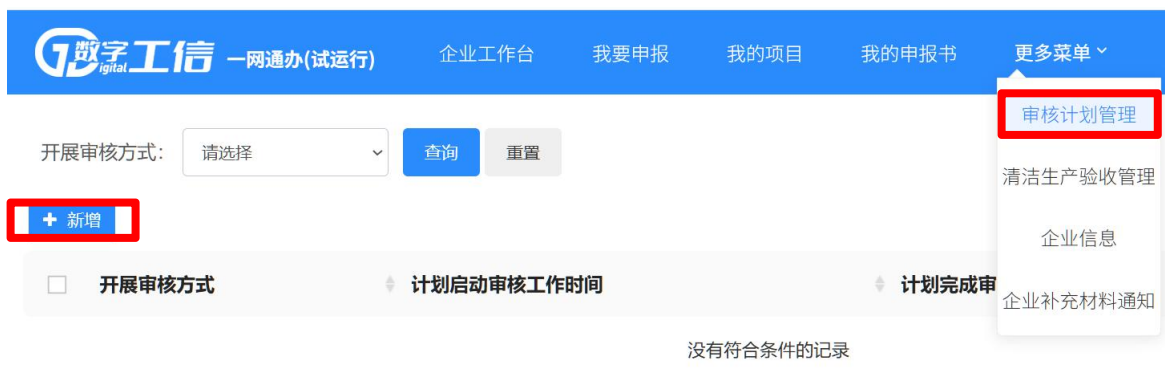 数字工信 igital 一网通办(试运行) 企业工作台 我要申报 我的项目 我的申报书 更多菜单
审核计划管理
开展审核方式： 请选择 查询 重置
清洁生产验收管理
+ 新增
企业信息
开展审核方式 计划启动审核工作时间 计划完成审
企业补充材料通知
没有符合条件的记录